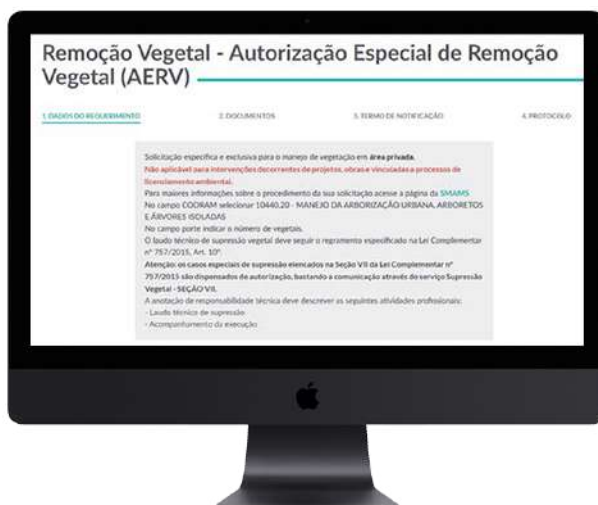 Remoção Vegetal - Autorização Especial de Remoção
Vegetal (AERV)
1. DADOS DO REQUERIMENTO
2. DOCUMENTOS
3. TERMO DE NOTIFICAÇÃO
4. PROTOCOLO
Solicitação específica e exclusiva para o manejo de vegetação em área privada.
Não aplicável para intervenções decorrentes de projetos, obras e vinculadas a processos de
licenciamento ambiental.
Para maiores informações sobre o procedimento da sua solicitação acesse a página da SMAMS
No campo CODRAM selecionar 10440.20 - MANEJO DA ARBORIZAÇÃO URBANA, ARBORETOS
E ÁRVORES ISOLADAS
No campo porte indicar o número de vegetais.
O laudo técnico de supressão vegetal deve seguir o regramento especificado na Lei Complementar
nº 757/2015, Art. 10º.
Atenção: os casos especiais de supressão elencados na Seção VII da Lei Complementar nº
757/2015 são dispensados de autorização, bastando a comunicação através do serviço Supressão
Vegetal - SEÇÃO VII.
A anotação de responsabilidade técnica deve descrever as seguintes atividades profissionais:
- Laudo técnico de supressão
- Acompanhamento da execução